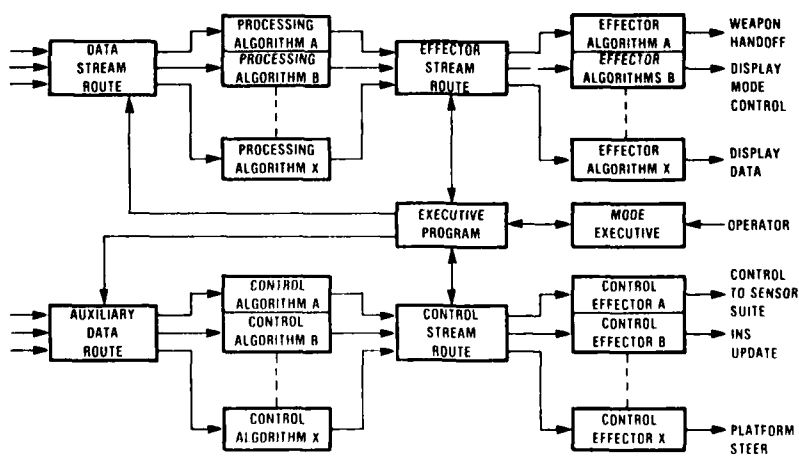 DATA
STREAM
ROUTE
PROCESSING
ALGORITHM A
PROCESSING
ALGORITHM B
PROCESSING
ALGORITHM X
EFFECTOR
STREAM
ROUTE
EFFECTOR
ALGORITHM A
EFFECTOR
ALGORITHMS B
EFFECTOR
ALGORITHM X
WEAPON
HANDOFF
DISPLAY
MODE
CONTROL
DISPLAY
DATA
EXECUTIVE
PROGRAM
MODE
EXECUTIVE
OPERATOR
AUXILIARY
DATA
ROUTE
CONTROL
ALGORITHM A
CONTROL
ALGORITHM B
CONTROL
ALGORITHM X
CONTROL
STREAM
ROUTE
CONTROL
EFFECTOR A
CONTROL
EFFECTOR B
CONTROL
EFFECTOR X
CONTROL
TO SENSOR
SUITE
INS
UPDATE
PLATFORM
STEER